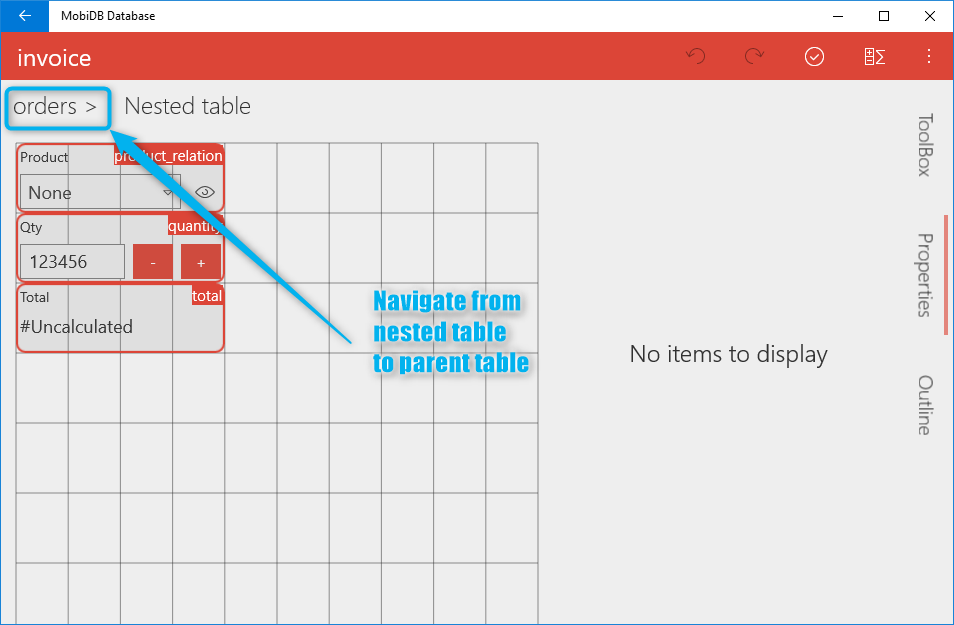 MobiDB Database
invoice
orders > Nested table
Product product_relation
None
Qty quantity
123456 - +
Total total
#Uncalculated
Navigate from
nested table
to parent table
No items to display
ToolBox
Properties
Outline